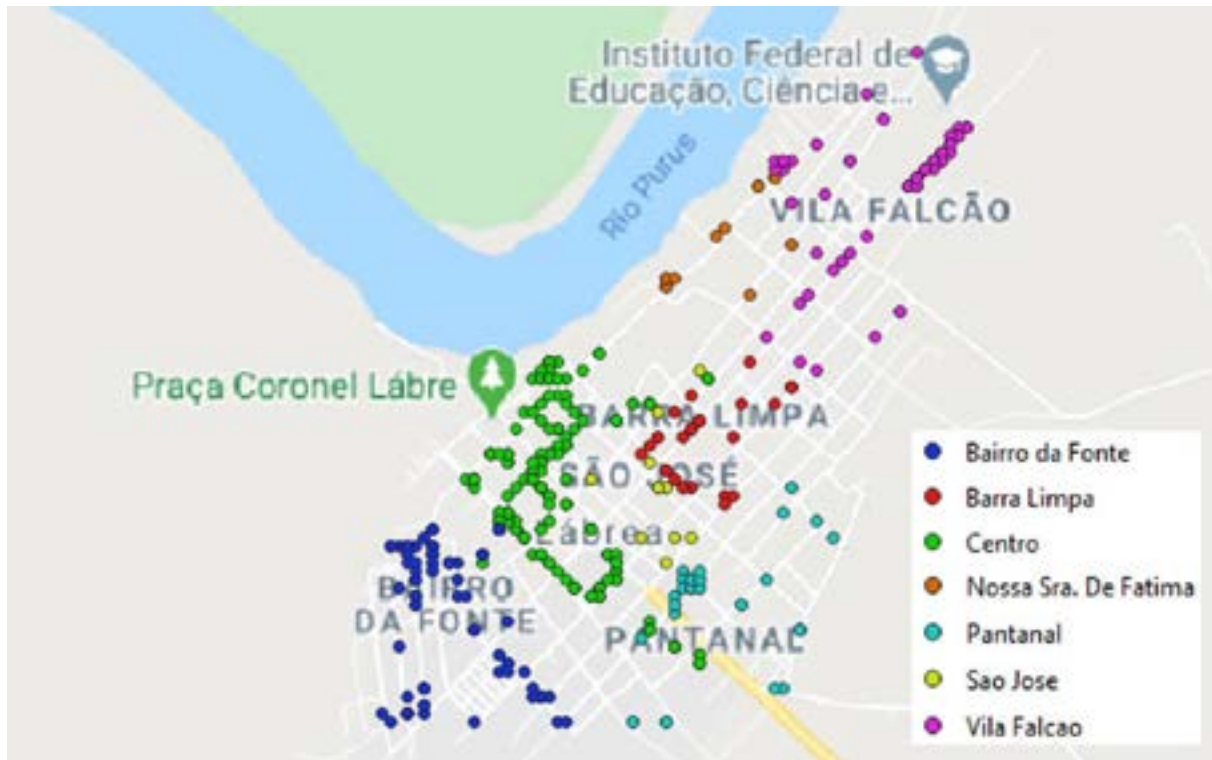 Instituto Federal de
Educação, Ciência e...
Rio Purus
VILA FALCÃO
Praça Coronel Lábre
BARRA LIMPA
SÃO JOSÉ
Lábrea
BAIRRO
DA FONTE
PANTANAL
Bairro da Fonte
Barra Limpa
Centro
Nossa Sra. De Fatima
Pantanal
Sao Jose
Vila Falcao